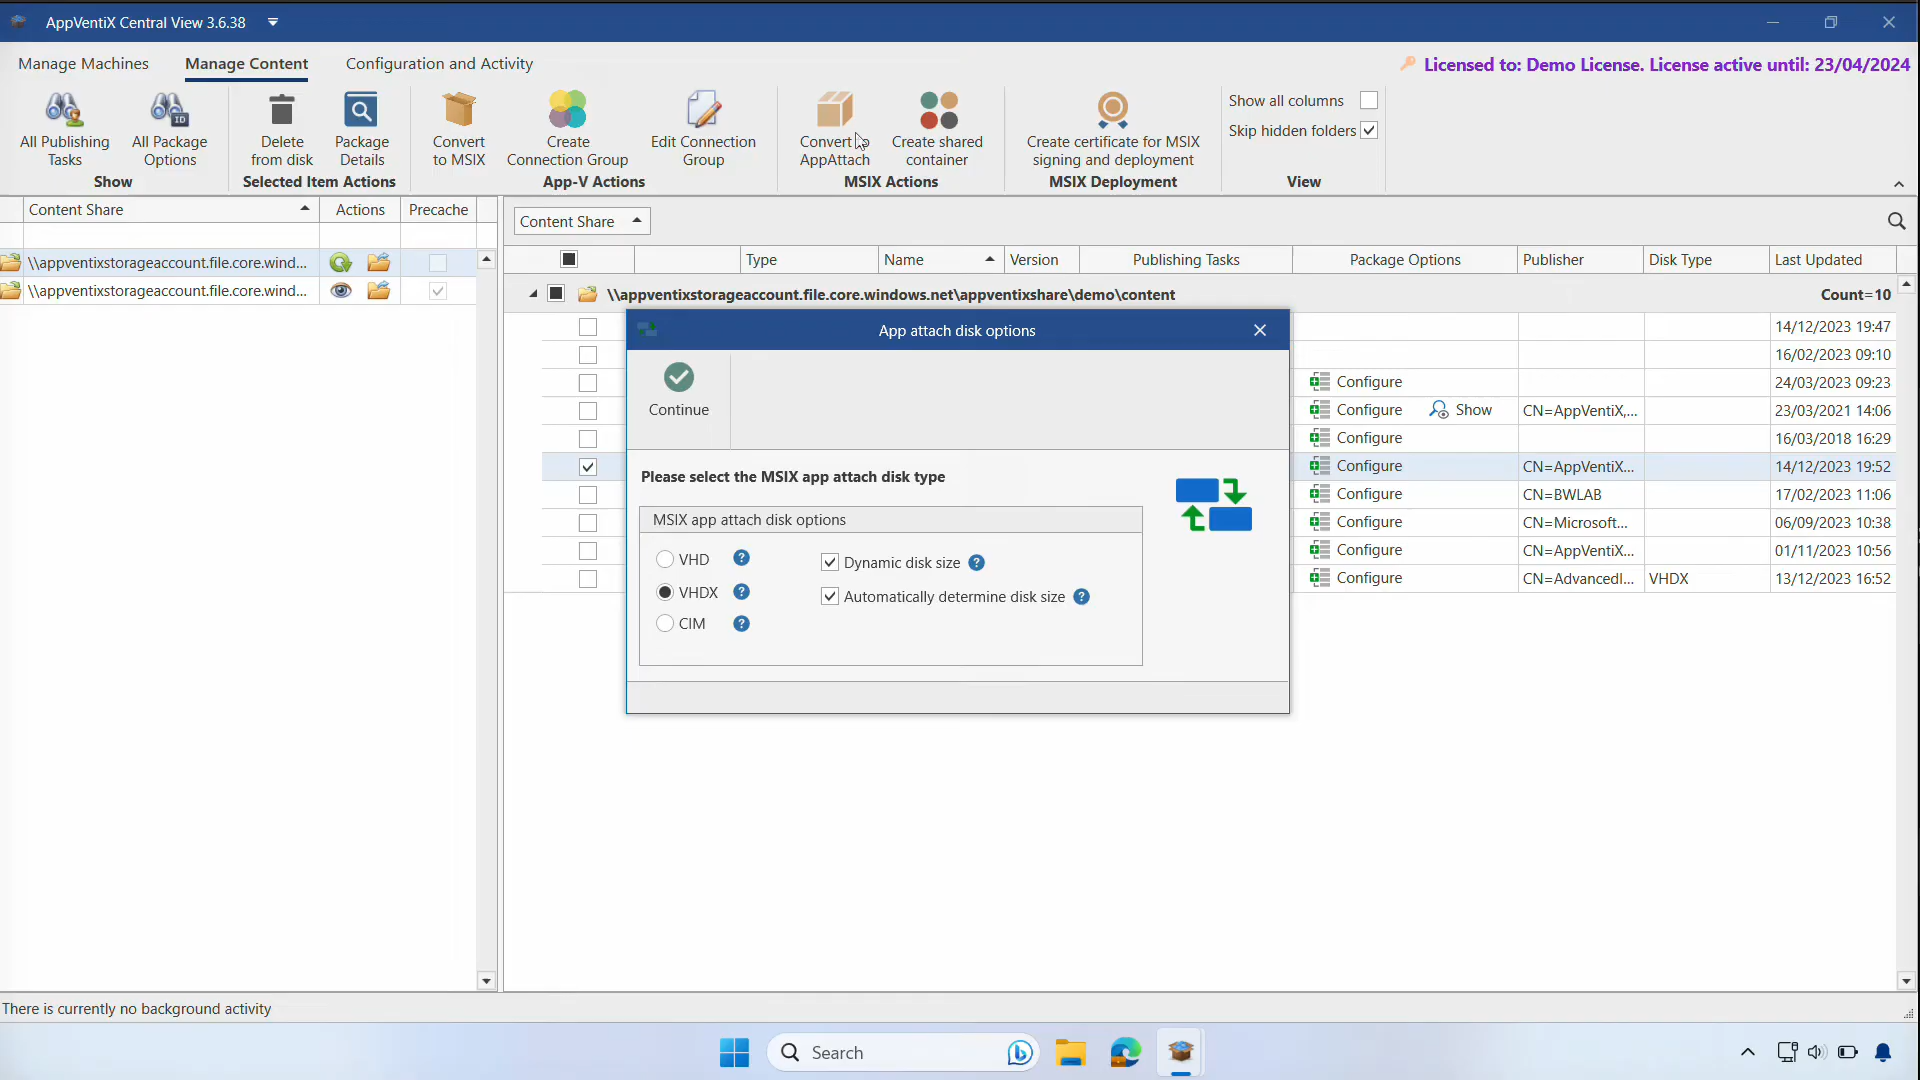 AppVentiX Central View 3.6.38
Manage Machines
Manage Content
Configuration and Activity
Licensed to: Demo License. License active until: 23/04/2024
All Publishing Tasks
All Package Options
Show
Delete from disk
Package Details
Selected Item Actions
Convert to MSIX
Create Connection Group
Edit Connection Group
App-V Actions
Convert to AppAttach
Create shared container
MSIX Actions
Create certificate for MSIX signing and deployment
MSIX Deployment
Show all columns
Skip hidden folders
View
Content Share
Actions
Precache
\\appventixstorageaccount.file.core.wind...
\\appventixstorageaccount.file.core.wind...
Content Share
Type
Name
Version
Publishing Tasks
Package Options
Publisher
Disk Type
Last Updated
\\appventixstorageaccount.file.core.windows.net\appventixshare\demo\content
Count=10
14/12/2023 19:47
16/02/2023 09:10
Configure 24/03/2023 09:23
Configure Show CN=AppVentiX,... 23/03/2021 14:06
Configure 16/03/2018 16:29
Configure CN=AppVentiX... 14/12/2023 19:52
Configure CN=BWLAB 17/02/2023 11:06
Configure CN=Microsoft... 06/09/2023 10:38
Configure CN=AppVentiX... 01/11/2023 10:56
Configure CN=AdvancedI... VHDX 13/12/2023 16:52
App attach disk options
Continue
Please select the MSIX app attach disk type
MSIX app attach disk options
VHD
Dynamic disk size
VHDX
Automatically determine disk size
CIM
There is currently no background activity
Search